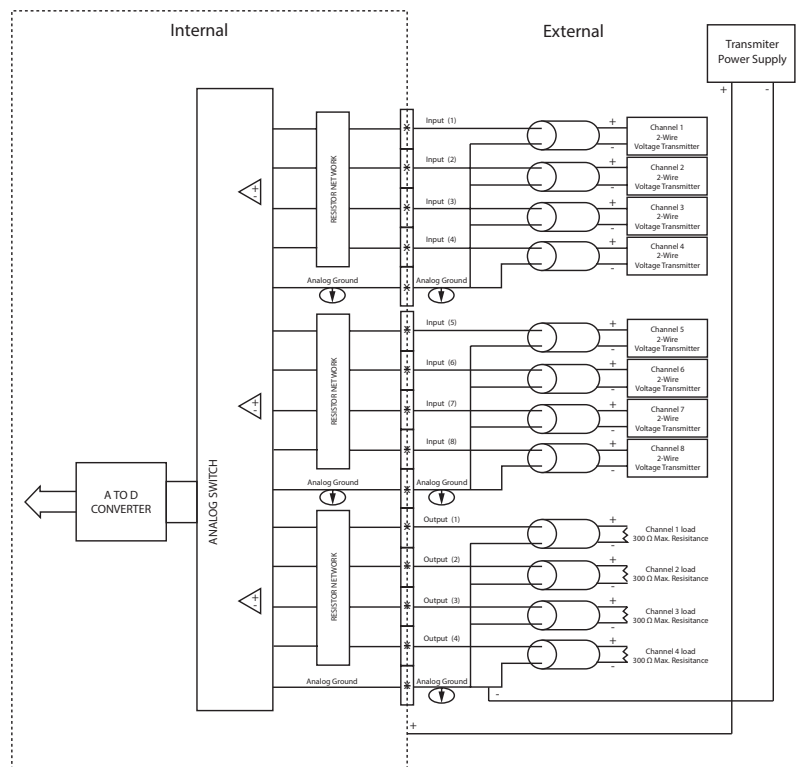 Internal
External
Transmiter
Power Supply
+
-
Input (1)
+
-
Channel 1
2-Wire
Voltage Transmitter
Input (2)
+
-
Channel 2
2-Wire
Voltage Transmitter
+
-
RESISTOR NETWORK
Input (3)
+
-
Channel 3
2-Wire
Voltage Transmitter
Input (4)
+
-
Channel 4
2-Wire
Voltage Transmitter
Analog Ground
Analog Ground
Input (5)
+
-
Channel 5
2-Wire
Voltage Transmitter
Input (6)
+
-
Channel 6
2-Wire
Voltage Transmitter
+
-
RESISTOR NETWORK
Input (7)
+
-
Channel 7
2-Wire
Voltage Transmitter
Input (8)
+
-
Channel 8
2-Wire
Voltage Transmitter
Analog Ground
Analog Ground
A TO D
CONVERTER
ANALOG SWITCH
Output (1)
+
-
Channel 1 load
300 Ω Max. Resisitance
Output (2)
+
-
Channel 2 load
300 Ω Max. Resisitance
+
-
RESISTOR NETWORK
Output (3)
+
-
Channel 3 load
300 Ω Max. Resisitance
Output (4)
+
-
Channel 4 load
300 Ω Max. Resisitance
Analog Ground
Analog Ground
-
+